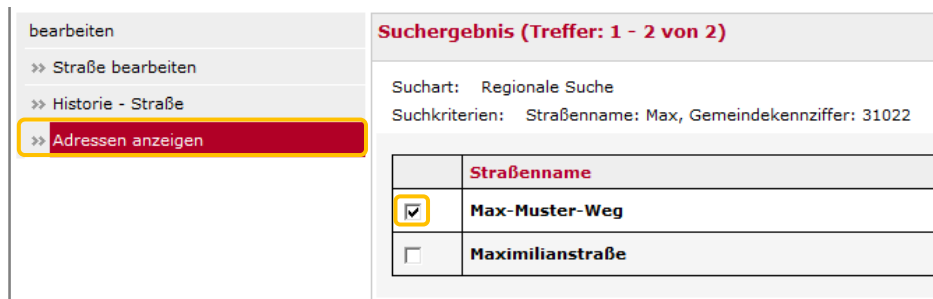 bearbeiten
>> Straße bearbeiten
>> Historie - Straße
>> Adressen anzeigen
Suchergebnis (Treffer: 1 - 2 von 2)
Suchart: Regionale Suche
Suchkriterien: Straßenname: Max, Gemeindekennziffer: 31022
Straßenname
Max-Muster-Weg
Maximilianstraße